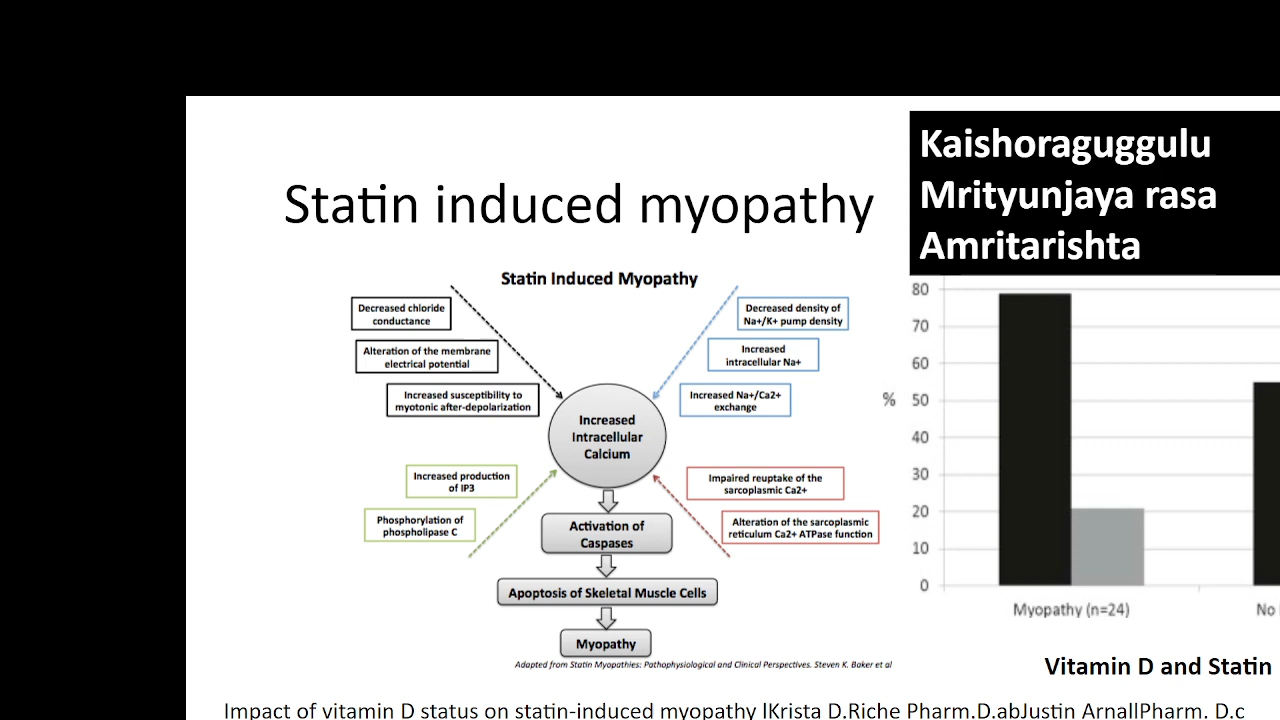 Kaishoraguggulu
Mrityunjaya rasa
Amritarishta
Statin induced myopathy
Statin Induced Myopathy
Decreased chloride
conductance
Alteration of the membrane
electrical potential
Increased susceptibility to
myotonic after-depolarization
Decreased density of
Na+/K+ pump density
Increased
intracellular Na+
Increased Na+/Ca2+
exchange
Increased
Intracellular
Calcium
Increased production
of IP3
Phosphorylation of
phospholipase C
Impaired reuptake of the
sarcoplasmic Ca2+
Alteration of the sarcoplasmic
reticulum Ca2+ ATPase function
Activation of
Caspases
Apoptosis of Skeletal Muscle Cells
Myopathy
Adapted from Statin Myopathies: Pathophysiological and Clinical Perspectives. Steven K. Baker et al
80
70
60
%
50
40
30
20
10
0
Myopathy (n=24)
No
Vitamin D and Statin
Impact of vitamin D status on statin-induced myopathy lKrista D.Riche Pharm.D.abJustin ArnallPharm. D.c